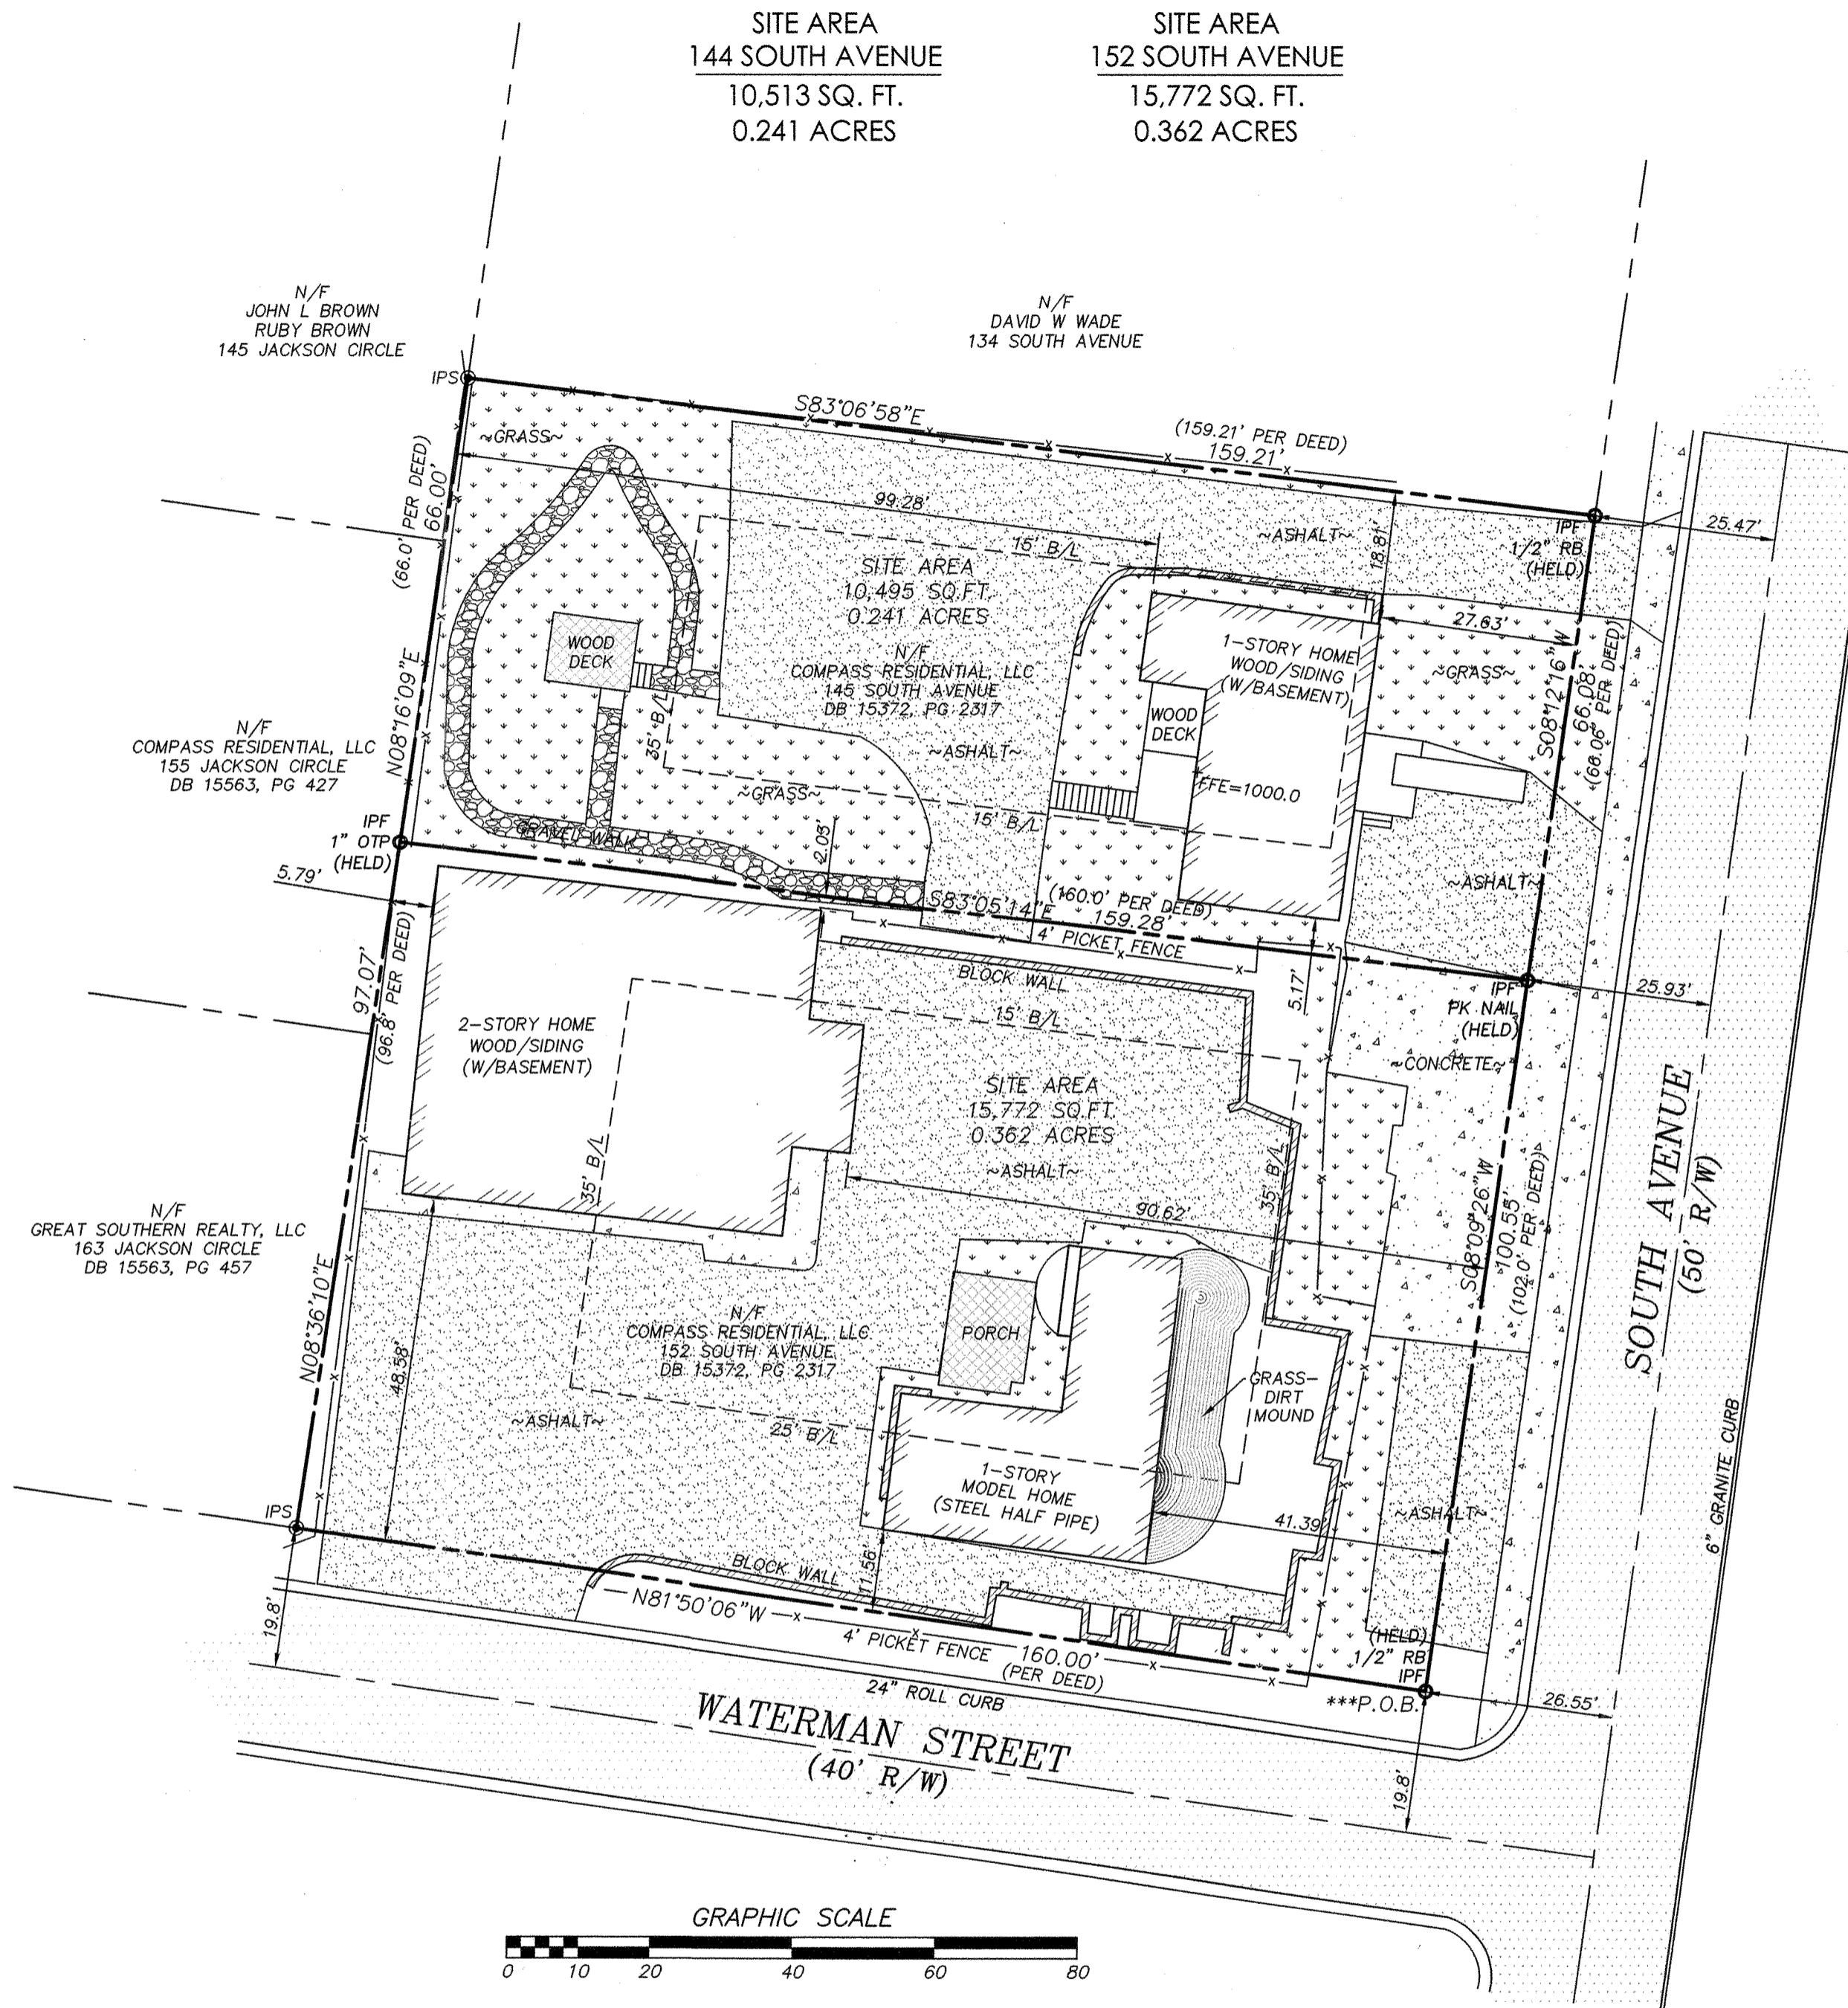 SITE AREA
144 SOUTH AVENUE
10,513 SQ. FT.
0.241 ACRES
SITE AREA
152 SOUTH AVENUE
15,772 SQ. FT.
0.362 ACRES
N/F
JOHN L BROWN
RUBY BROWN
145 JACKSON CIRCLE
N/F
DAVID W WADE
134 SOUTH AVENUE
IPS
S83°06'58"E
(159.21' PER DEED)
159.21'
~GRASS~
(66.0' PER DEED)
66.00'
N08°16'09"E
99.28'
15' B/L
~ASHALT~
18.81'
IPF
1/2" RB
(HELD)
25.47'
SITE AREA
10,495 SQ.FT.
0.241 ACRES
N/F
COMPASS RESIDENTIAL, LLC
145 SOUTH AVENUE
DB 15372, PG 2317
WOOD
DECK
35' B/L
1-STORY HOME
WOOD/SIDING
(W/BASEMENT)
27.63'
~GRASS~
S08°12'16"W
66.08'
(68.06' PER DEED)
WOOD
DECK
~ASHALT~
FFE=1000.0
N/F
COMPASS RESIDENTIAL, LLC
155 JACKSON CIRCLE
DB 15563, PG 427
~GRASS~
15' B/L
GRAVEL WALK
2.05'
IPF
1" OTP
(HELD)
5.79'
~ASHALT~
S83°05'14"E
(160.0' PER DEED)
159.28'
4' PICKET FENCE
BLOCK WALL
5.17'
IPF
PK NAIL
(HELD)
25.93'
97.07'
(96.8' PER DEED)
N08°36'10"E
2-STORY HOME
WOOD/SIDING
(W/BASEMENT)
15' B/L
~CONCRETE~
SITE AREA
15,772 SQ.FT.
0.362 ACRES
~ASHALT~
35' B/L
35' B/L
90.62'
S08°09'26"W
100.55'
(102.0' PER DEED)
SOUTH AVENUE
(50' R/W)
N/F
GREAT SOUTHERN REALTY, LLC
163 JACKSON CIRCLE
DB 15563, PG 457
N/F
COMPASS RESIDENTIAL, LLC
152 SOUTH AVENUE
DB 15372, PG 2317
PORCH
48.58'
~ASHALT~
25' B/L
GRASS-
DIRT
MOUND
1-STORY
MODEL HOME
(STEEL HALF PIPE)
41.39'
~ASHALT~
6" GRANITE CURB
IPS
BLOCK WALL
11.56'
19.8'
N81°50'06"W
4' PICKET FENCE
160.00'
(PER DEED)
(HELD)
1/2" RB
IPF
***P.O.B.
26.55'
24" ROLL CURB
WATERMAN STREET
(40' R/W)
19.8'
GRAPHIC SCALE
0 10 20 40 60 80